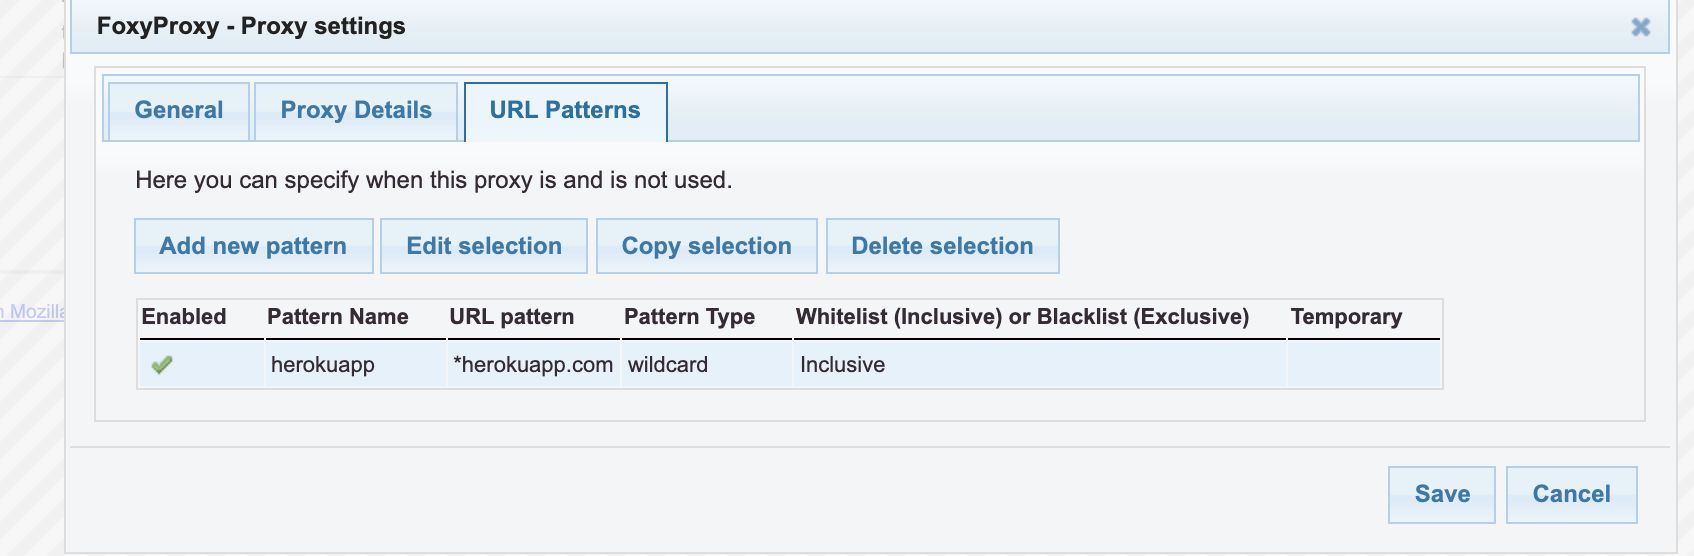 FoxyProxy - Proxy settings
General Proxy Details URL Patterns
Here you can specify when this proxy is and is not used.
Add new pattern Edit selection Copy selection Delete selection
Enabled Pattern Name URL pattern Pattern Type Whitelist (Inclusive) or Blacklist (Exclusive) Temporary
herokuapp *herokuapp.com wildcard Inclusive
Save Cancel